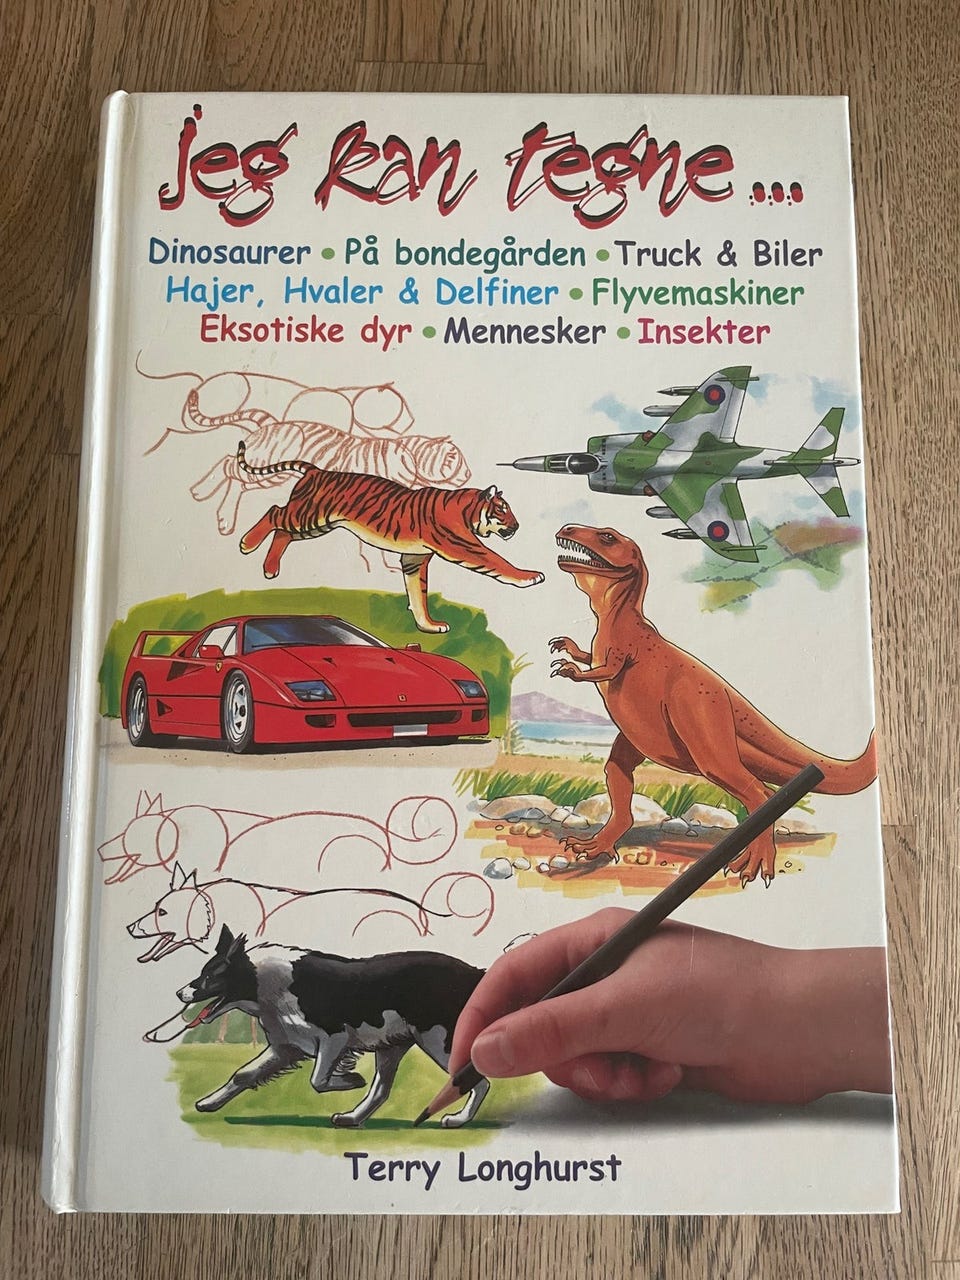 jeg kan tegne...
Dinosaurer • På bondegården • Truck & Biler
Hajer, Hvaler & Delfiner • Flyvemaskiner
Eksotiske dyr • Mennesker • Insekter
Terry Longhurst